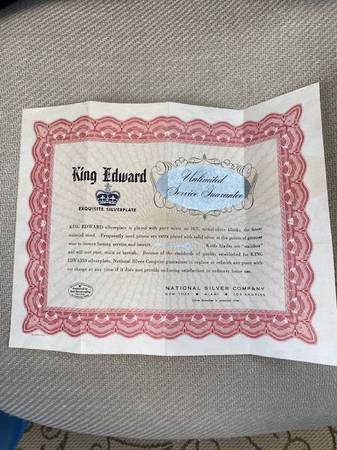 King Edward
EXQUISITE SILVERPLATE
Unlimited
Service Guarantee
KING EDWARD silverplate is plated with pure silver on 18% nickel-silver blanks, the finest
material used. Frequently used pieces are extra plated with solid silver at the points of greatest
wear to insure lasting service and beauty. Knife blades are "stainless"
and will not rust, stain or tarnish. Because of the standards of quality established for KING
EDWARD silverplate, National Silver Company guarantees to replace or refinish any piece with-
out charge at any time if it does not provide unfailing satisfaction in ordinary home use.
NATIONAL SILVER COMPANY
NEW YORK • MIAMI • LOS ANGELES